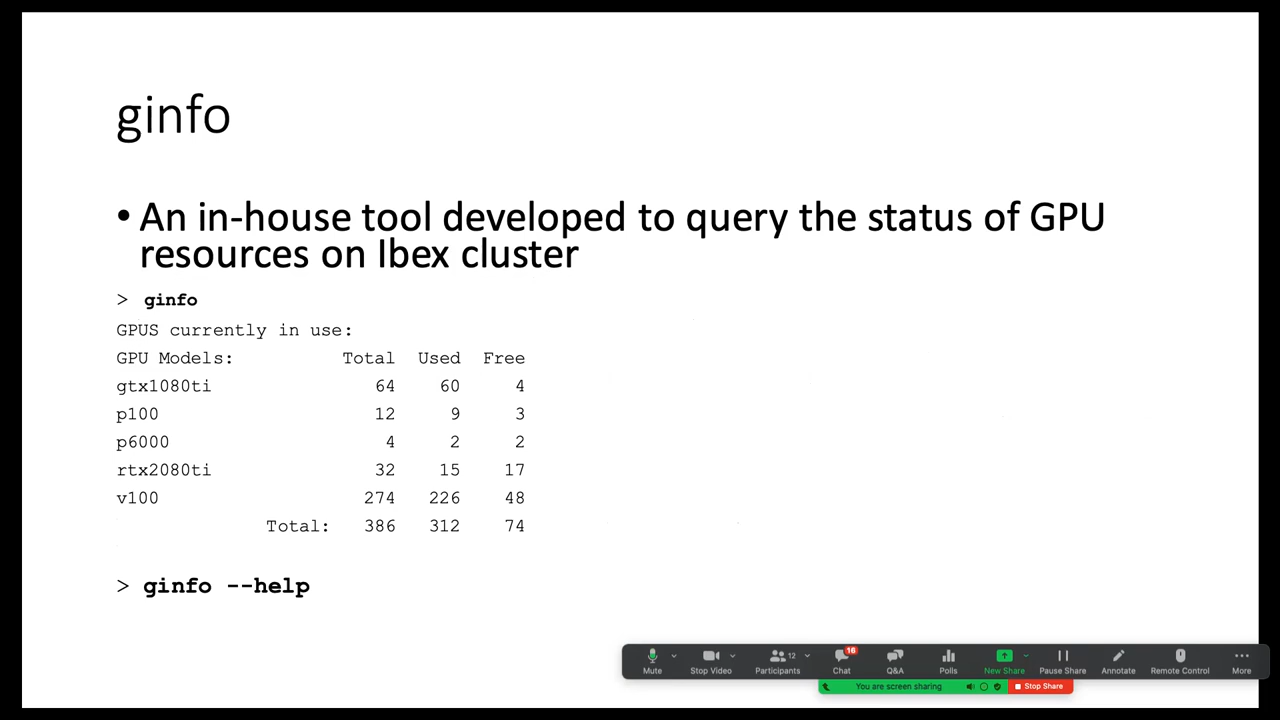 ginfo
• An in-house tool developed to query the status of GPU
resources on Ibex cluster
> ginfo
GPUS currently in use:
GPU Models: Total Used Free
gtx1080ti 64 60 4
p100 12 9 3
p6000 4 2 2
rtx2080ti 32 15 17
v100 274 226 48
Total: 386 312 74
> ginfo --help
12 16
Mute Stop Video Participants Chat Q&A Polls New Share Pause Share Annotate Remote Control More
You are screen sharing Stop Share